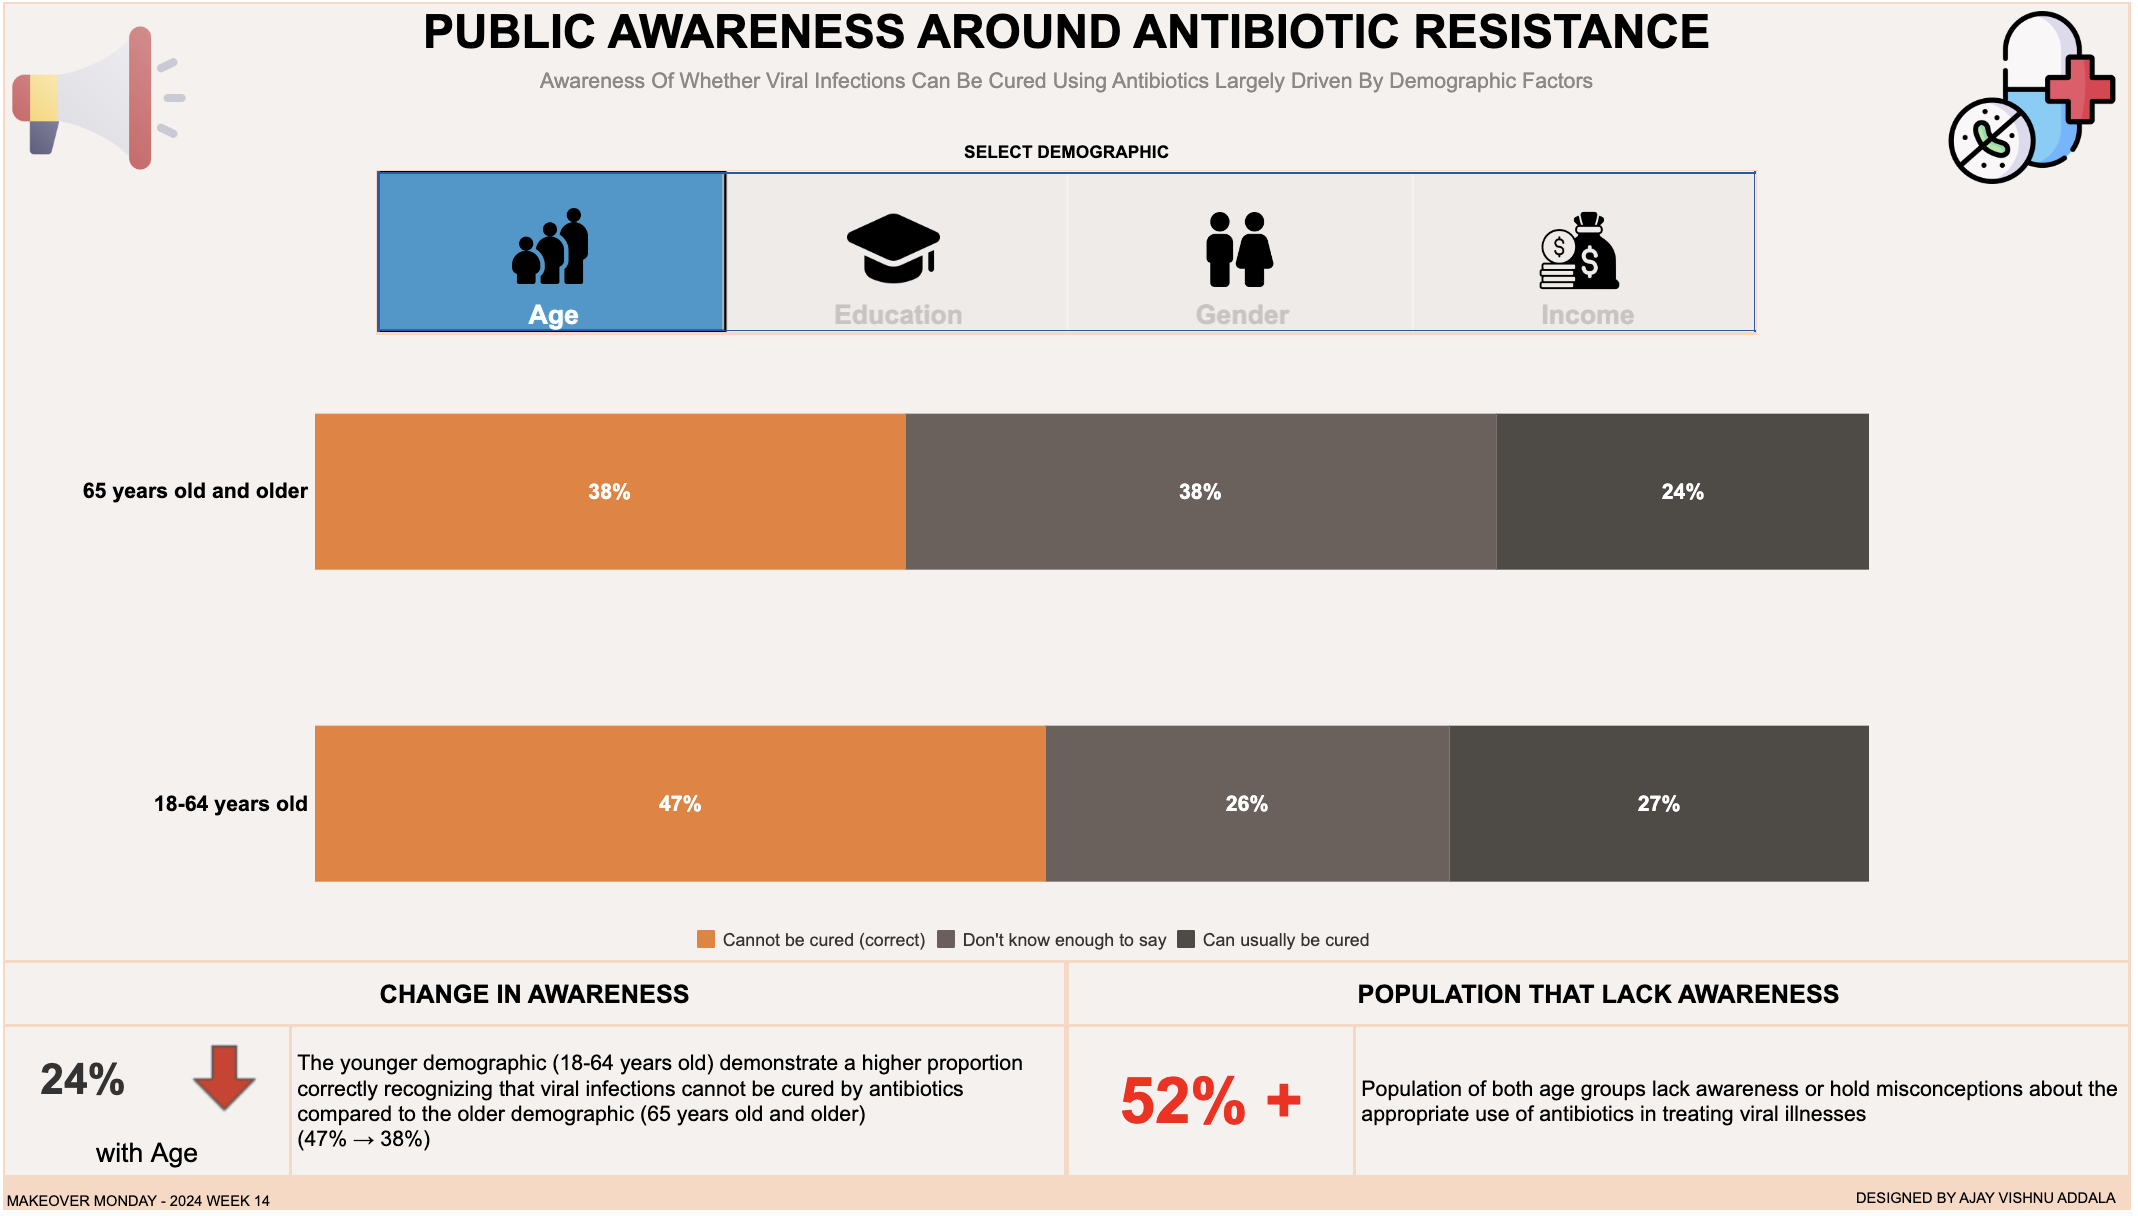 PUBLIC AWARENESS AROUND ANTIBIOTIC RESISTANCE
Awareness Of Whether Viral Infections Can Be Cured Using Antibiotics Largely Driven By Demographic Factors
SELECT DEMOGRAPHIC
Age
Education
Gender
$
$
Income
65 years old and older
38%
38%
24%
18-64 years old
47%
26%
27%
Cannot be cured (correct)
Don't know enough to say
Can usually be cured
CHANGE IN AWARENESS
24%
with Age
The younger demographic (18-64 years old) demonstrate a higher proportion
correctly recognizing that viral infections cannot be cured by antibiotics
compared to the older demographic (65 years old and older)
(47% → 38%)
POPULATION THAT LACK AWARENESS
52% +
Population of both age groups lack awareness or hold misconceptions about the
appropriate use of antibiotics in treating viral illnesses
MAKEOVER MONDAY - 2024 WEEK 14
DESIGNED BY AJAY VISHNU ADDALA